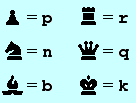 = p = r
= n = q
= b = k